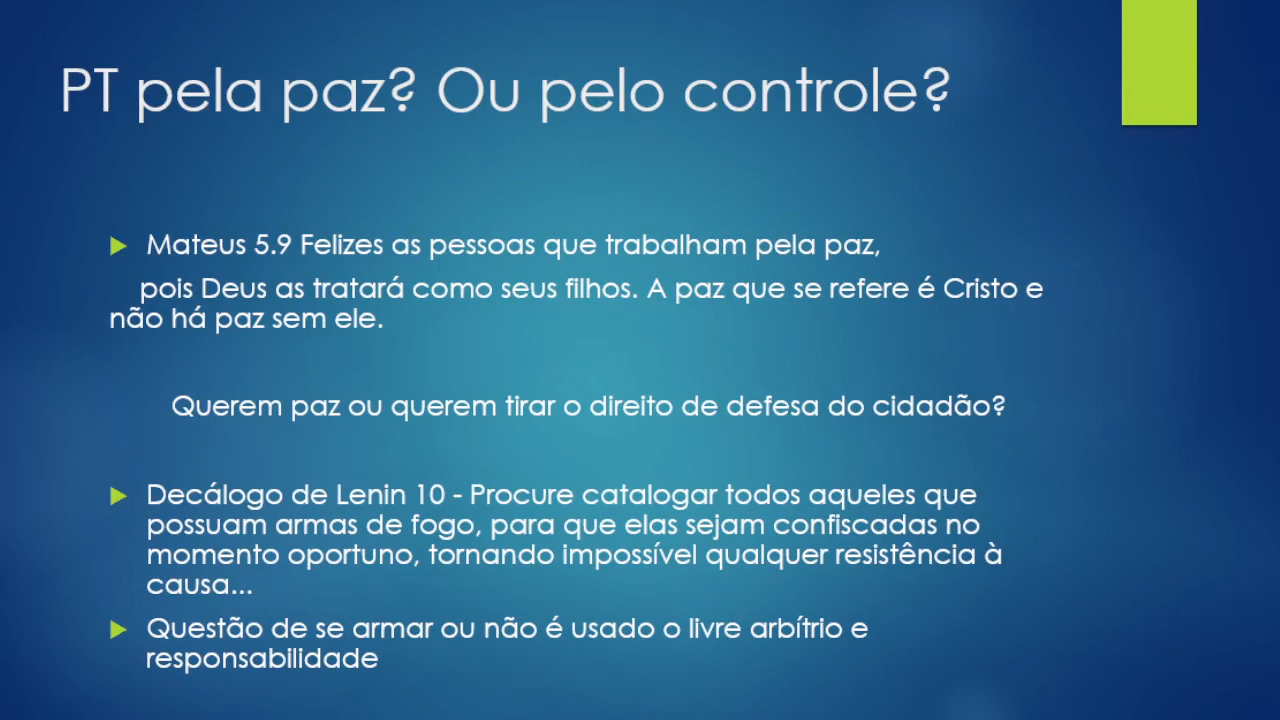 PT pela paz? Ou pelo controle?
Mateus 5.9 Felizes as pessoas que trabalham pela paz,
pois Deus as tratará como seus filhos. A paz que se refere é Cristo e
não há paz sem ele.
Querem paz ou querem tirar o direito de defesa do cidadão?
Decálogo de Lenin 10 - Procure catalogar todos aqueles que
possuam armas de fogo, para que elas sejam confiscadas no
momento oportuno, tornando impossível qualquer resistência à
causa...
Questão de se armar ou não é usado o livre arbítrio e
responsabilidade